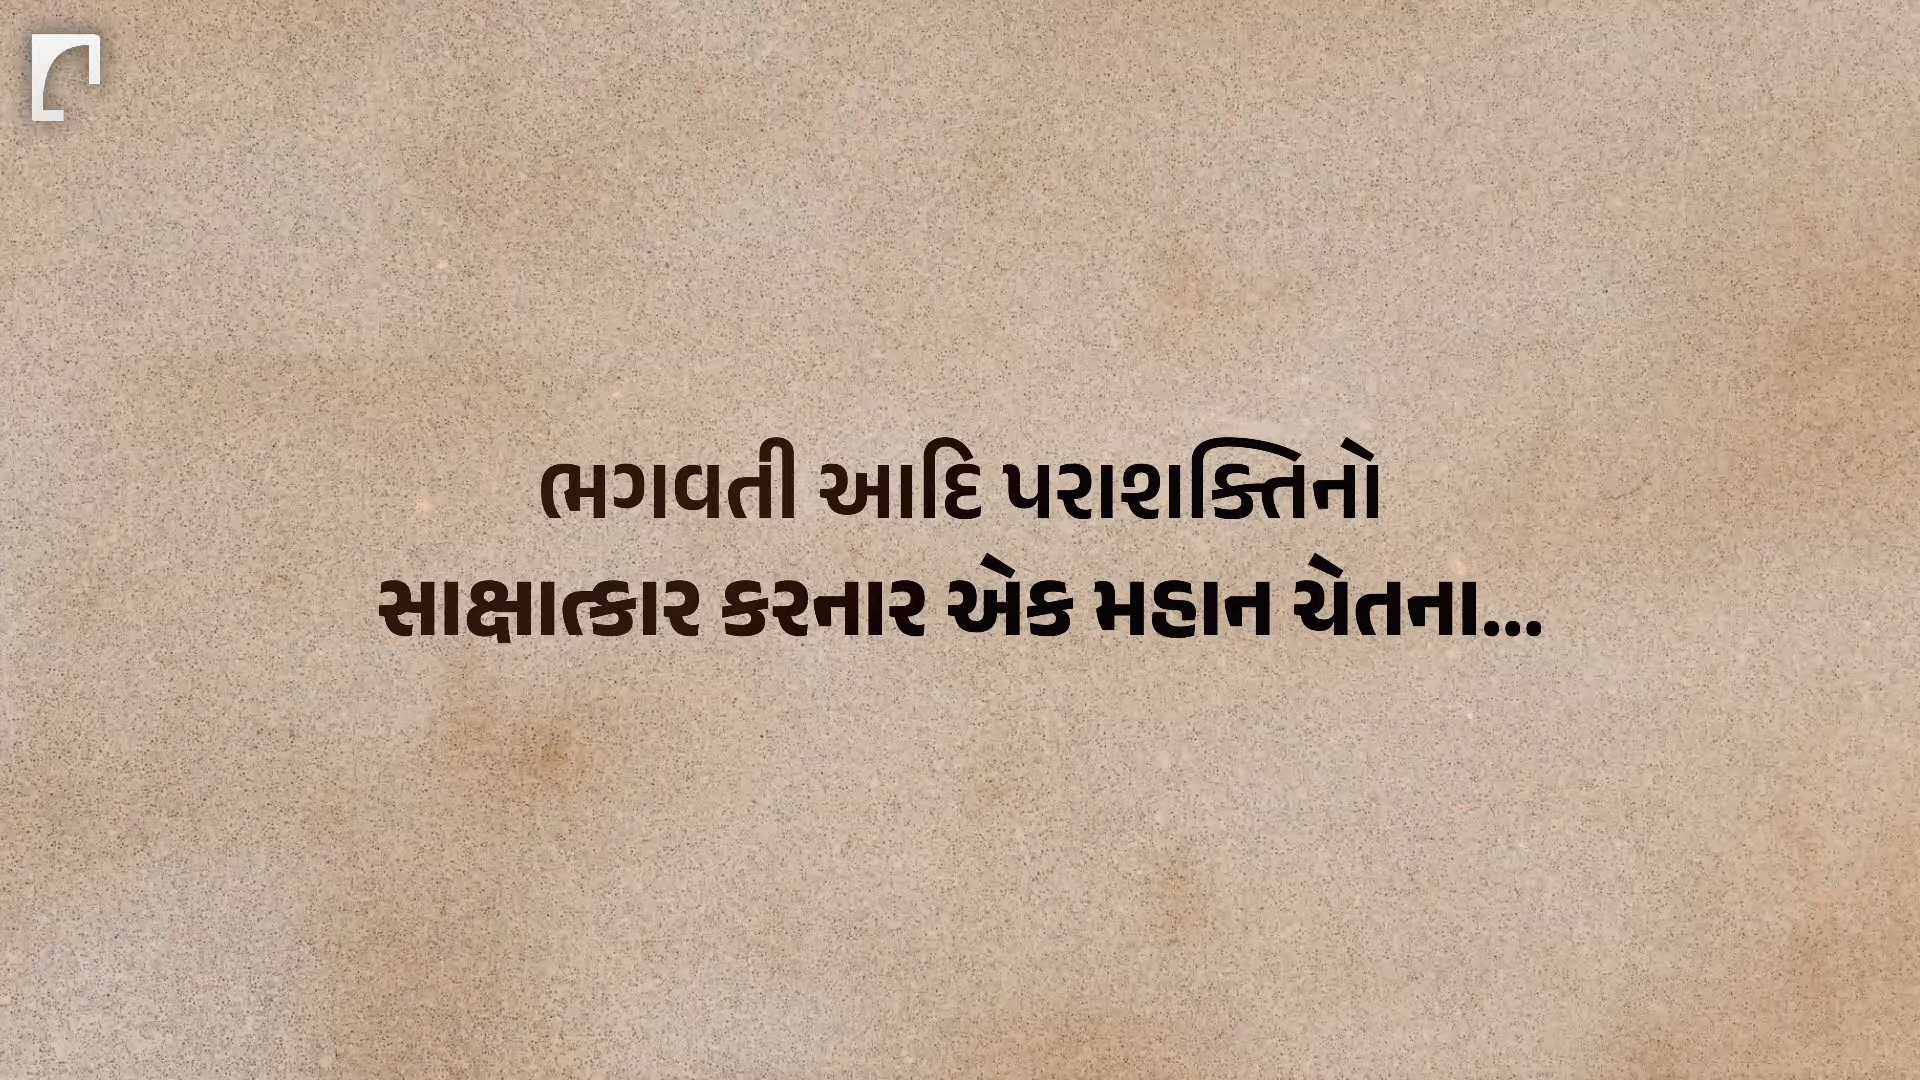 ભગવતી આદિ પરાશક્તિનો
સાક્ષાત્કાર કરનાર એક મહાન ચેતના...